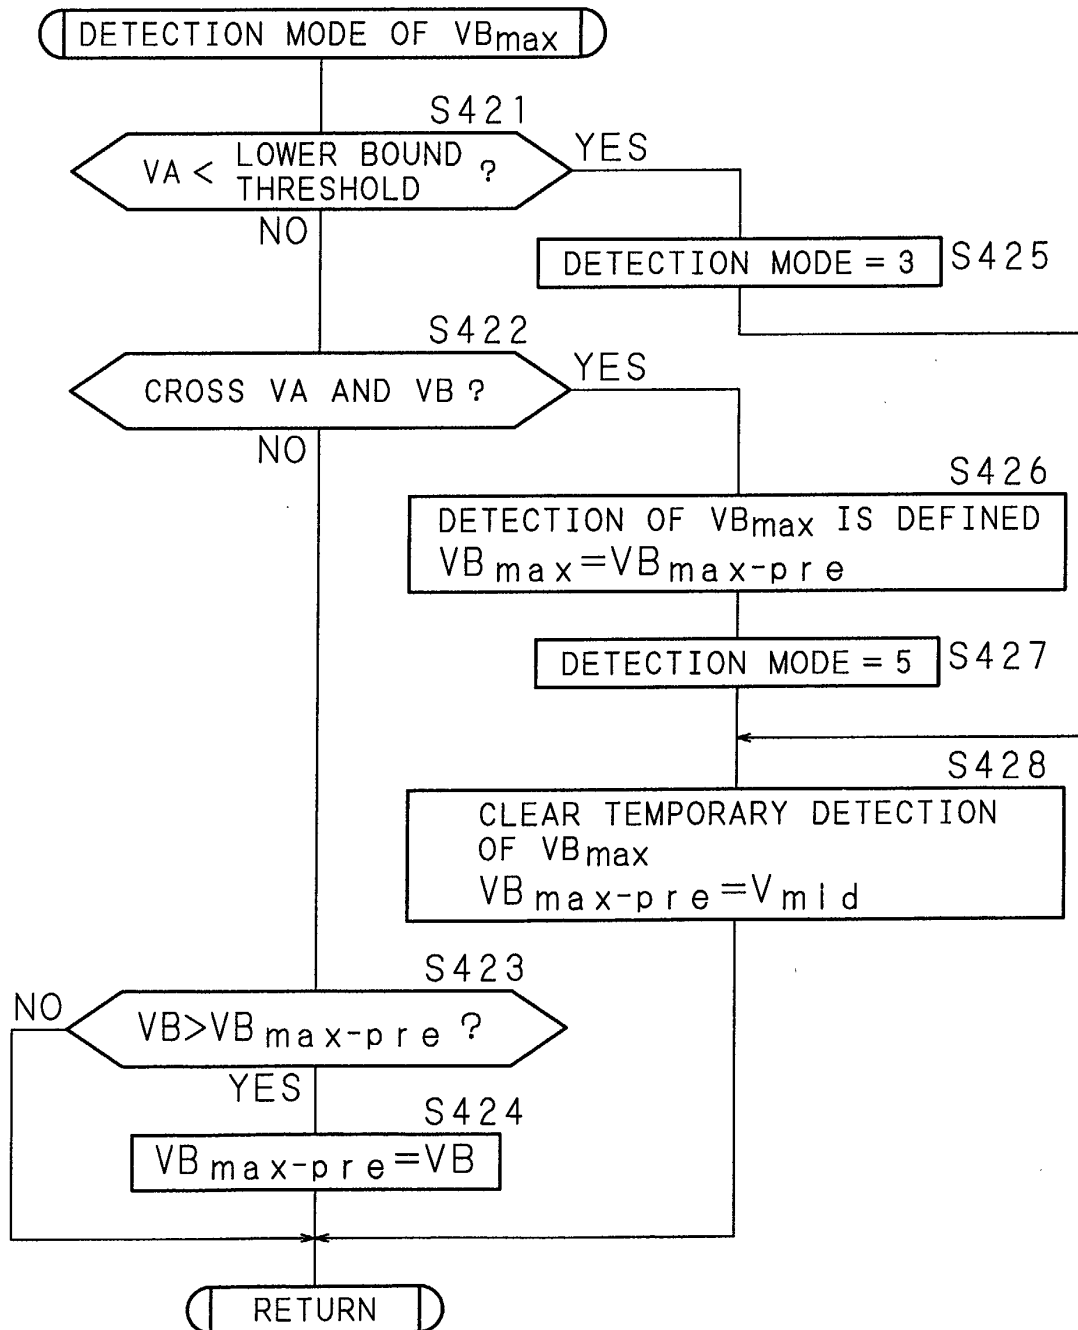 DETECTION MODE OF VBmax
S421
VA < LOWER BOUND THRESHOLD ?
YES
NO
DETECTION MODE = 3
S425
S422
CROSS VA AND VB ?
YES
NO
S426
DETECTION OF VBmax IS DEFINED
VBmax=VBmax-pre
DETECTION MODE = 5
S427
S428
CLEAR TEMPORARY DETECTION
OF VBmax
VBmax-pre=Vmid
S423
NO
VB>VBmax-pre ?
YES
S424
VBmax-pre=VB
RETURN